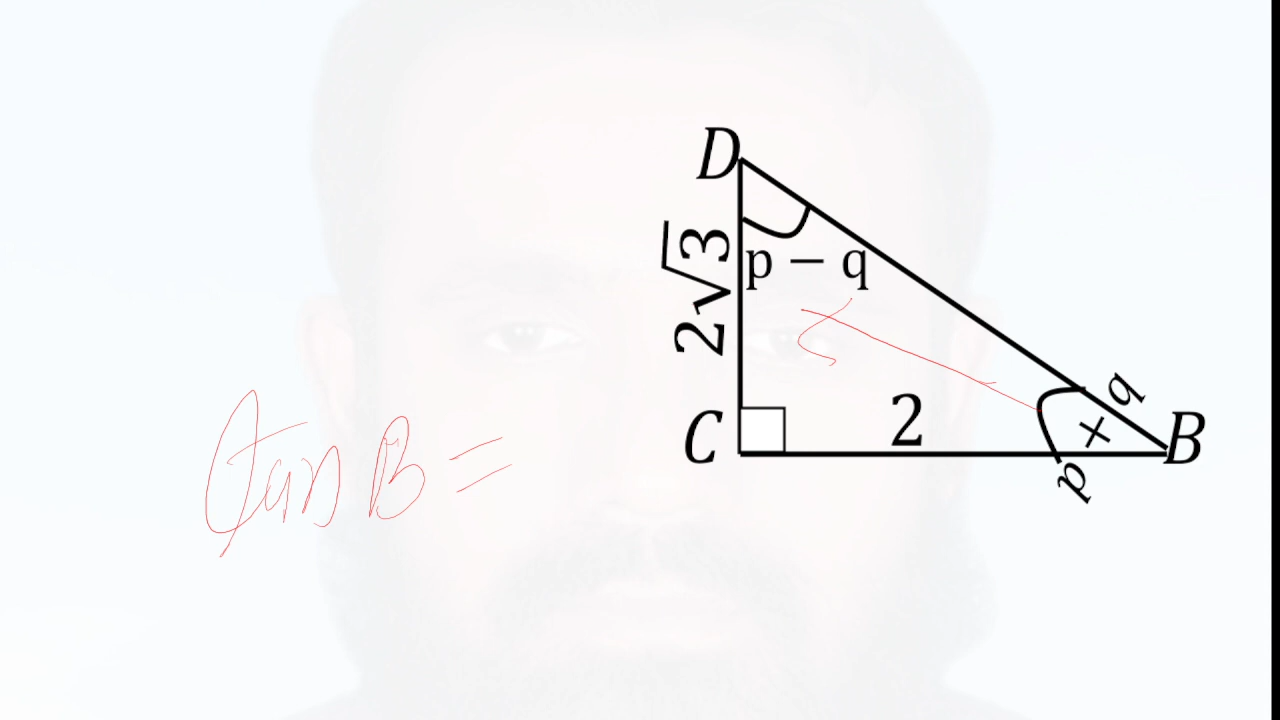 D
2√3
p − q
C
2
p + q
B
tan B =